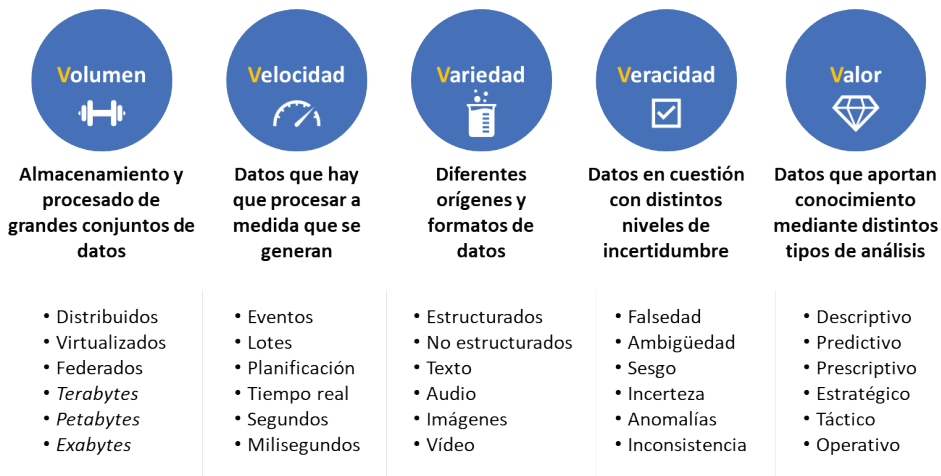 Volumen
Almacenamiento y
procesado de
grandes conjuntos de
datos
• Distribuidos
• Virtualizados
• Federados
• Terabytes
• Petabytes
• Exabytes
Velocidad
Datos que hay
que procesar a
medida que se
generan
• Eventos
• Lotes
• Planificación
• Tiempo real
• Segundos
• Milisegundos
Variedad
Diferentes
orígenes y
formatos de
datos
• Estructurados
• No estructurados
• Texto
• Audio
• Imágenes
• Vídeo
Veracidad
Datos en cuestión
con distintos
niveles de
incertidumbre
• Falsedad
• Ambigüedad
• Sesgo
• Incerteza
• Anomalías
• Inconsistencia
Valor
Datos que aportan
conocimiento
mediante distintos
tipos de análisis
• Descriptivo
• Predictivo
• Prescriptivo
• Estratégico
• Táctico
• Operativo